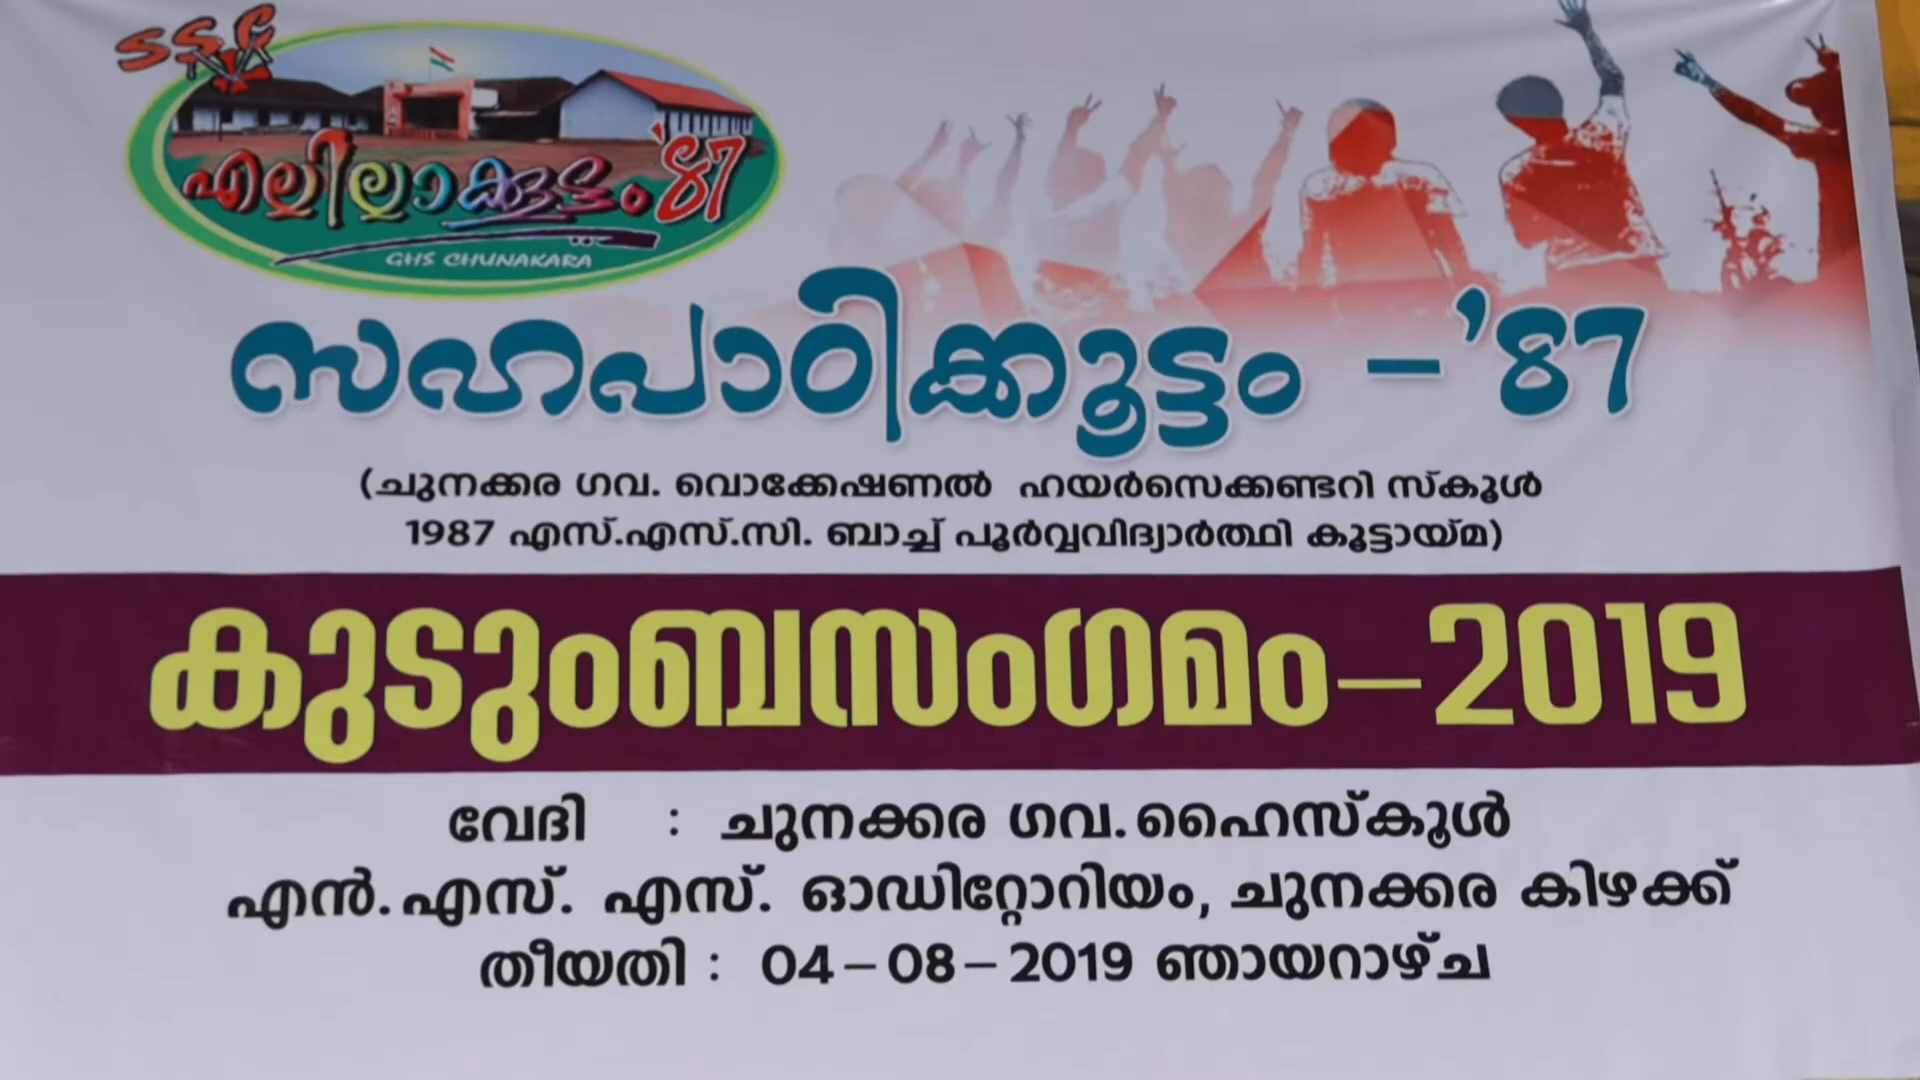 SSC
എല്ലില്ലാക്കൂട്ടം '87
GHS CHUNAKARA
സഹപാഠിക്കൂട്ടം - '87
(ചുനക്കര ഗവ. വൊക്കേഷണൽ ഹയർസെക്കണ്ടറി സ്കൂൾ
1987 എസ്.എസ്.സി. ബാച്ച് പൂർവ്വവിദ്യാർത്ഥി കൂട്ടായ്മ)
കുടുംബസംഗമം-2019
വേദി : ചുനക്കര ഗവ. ഹൈസ്കൂൾ
എൻ.എസ്. എസ്. ഓഡിറ്റോറിയം, ചുനക്കര കിഴക്ക്
തീയതി : 04-08-2019 ഞായറാഴ്ച